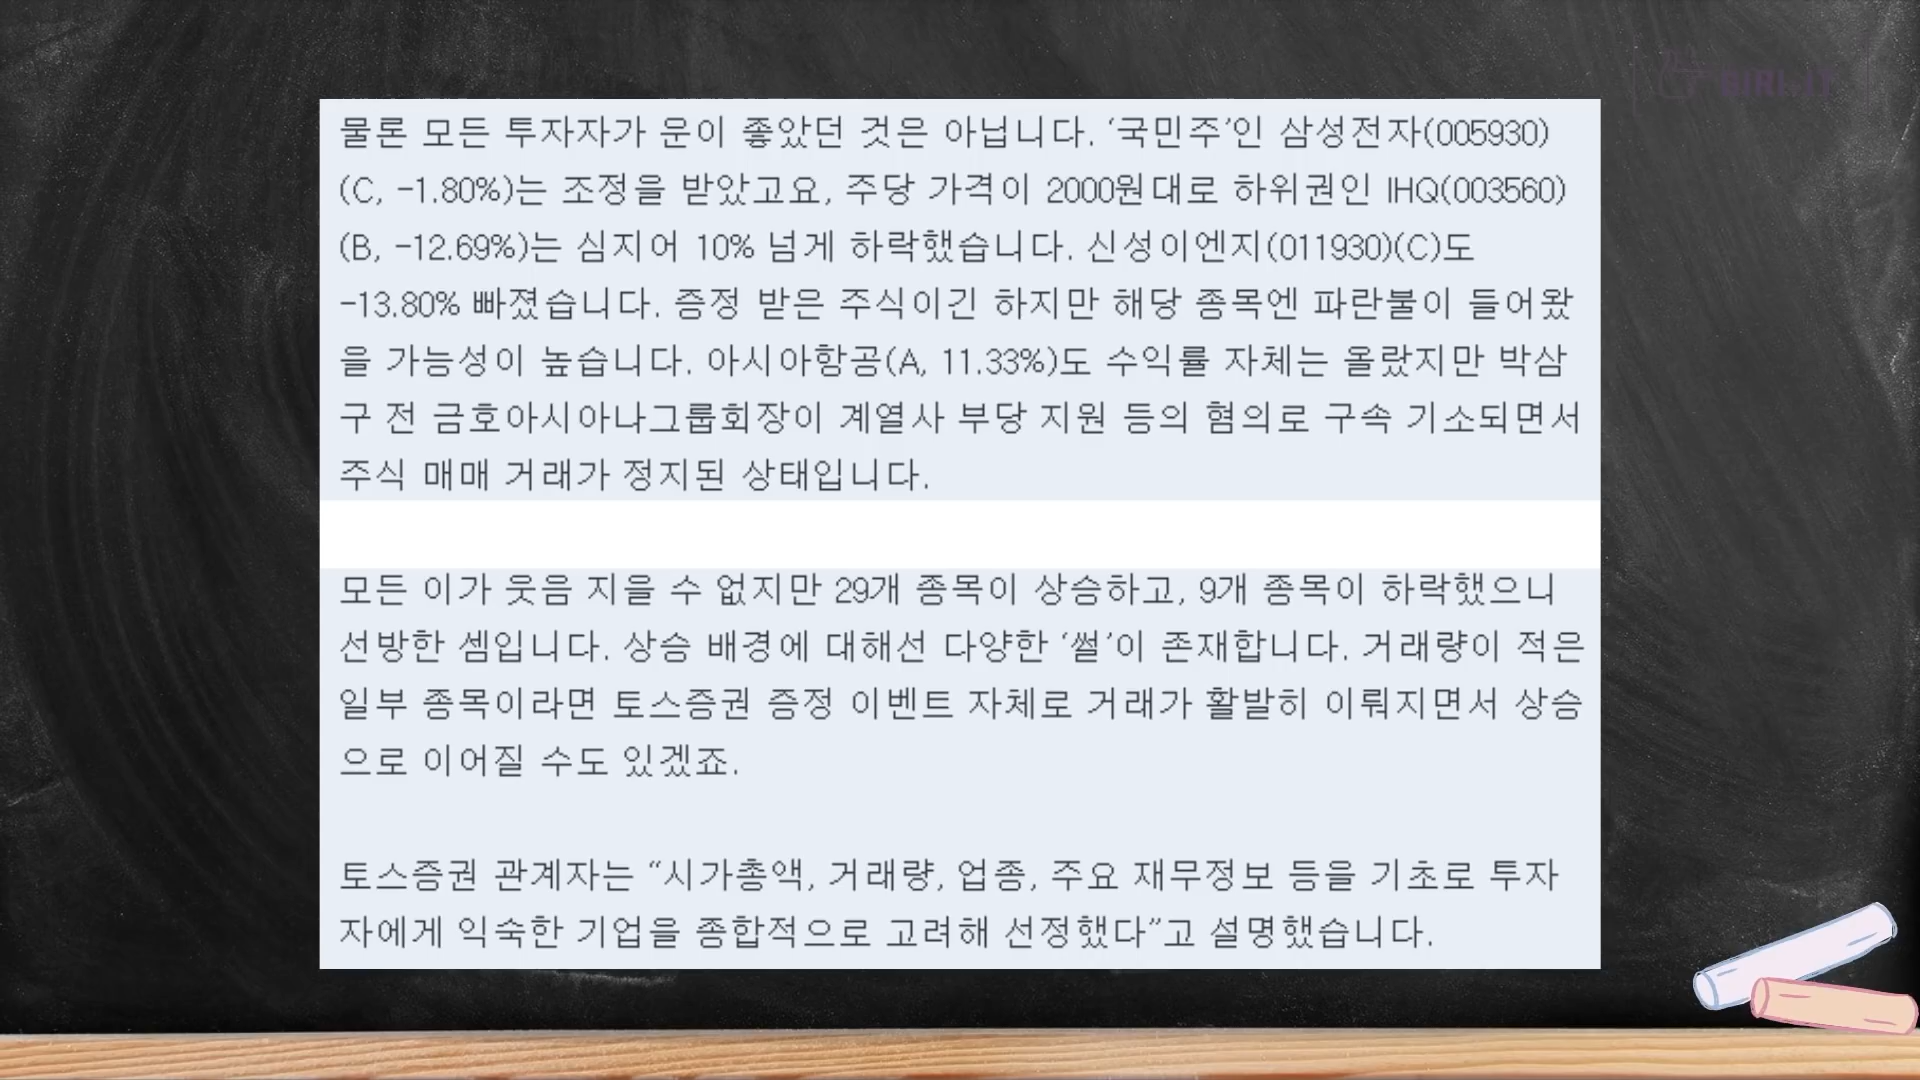 물론 모든 투자자가 운이 좋았던 것은 아닙니다. ‘국민주’인 삼성전자(005930)
(C, -1.80%)는 조정을 받았고요, 주당 가격이 2000원대로 하위권인 IHQ(003560)
(B, -12.69%)는 심지어 10% 넘게 하락했습니다. 신성이엔지(011930)(C)도
-13.80% 빠졌습니다. 증정 받은 주식이긴 하지만 해당 종목엔 파란불이 들어왔
을 가능성이 높습니다. 아시아항공(A, 11.33%)도 수익률 자체는 올랐지만 박삼
구 전 금호아시아나그룹회장이 계열사 부당 지원 등의 혐의로 구속 기소되면서
주식 매매 거래가 정지된 상태입니다.
모든 이가 웃음 지을 수 없지만 29개 종목이 상승하고, 9개 종목이 하락했으니
선방한 셈입니다. 상승 배경에 대해선 다양한 ‘썰’이 존재합니다. 거래량이 적은
일부 종목이라면 토스증권 증정 이벤트 자체로 거래가 활발히 이뤄지면서 상승
으로 이어질 수도 있겠죠.
토스증권 관계자는 “시가총액, 거래량, 업종, 주요 재무정보 등을 기초로 투자
자에게 익숙한 기업을 종합적으로 고려해 선정했다”고 설명했습니다.